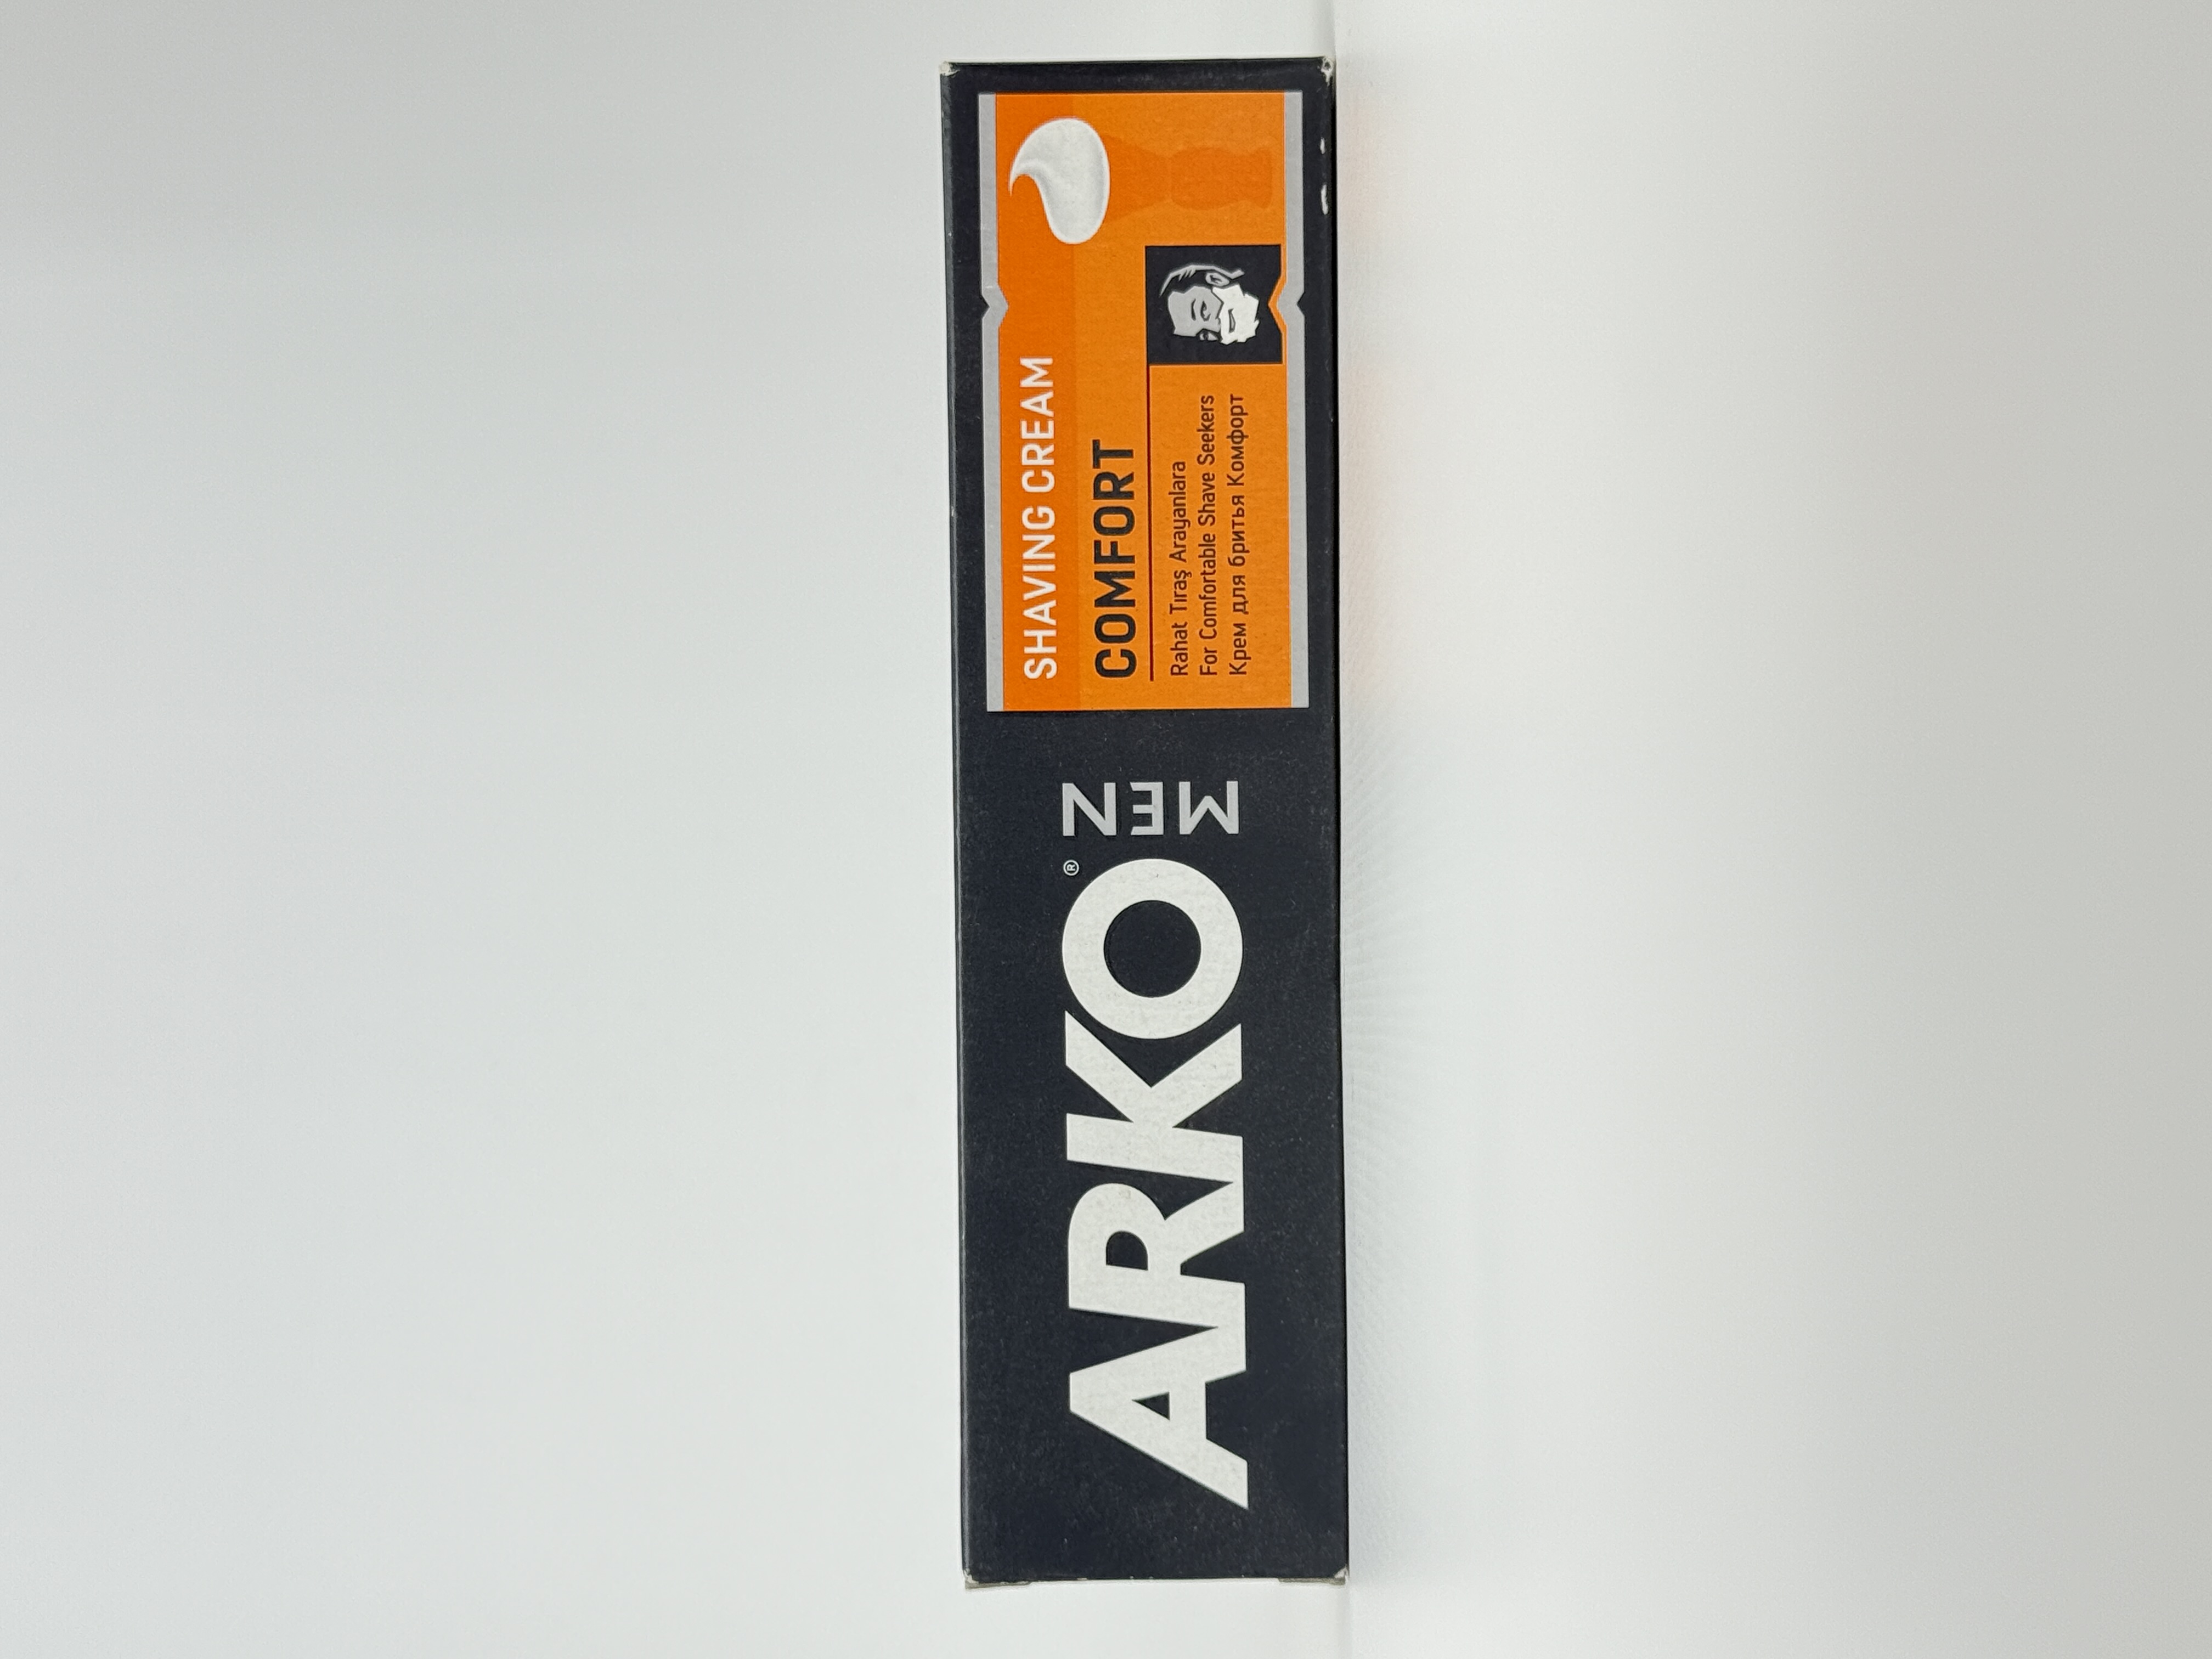 ARKO®
MEN
SHAVING CREAM
COMFORT
Rahat Tıraş Arayanlara
For Comfortable Shave Seekers
Крем для бритья Комфорт